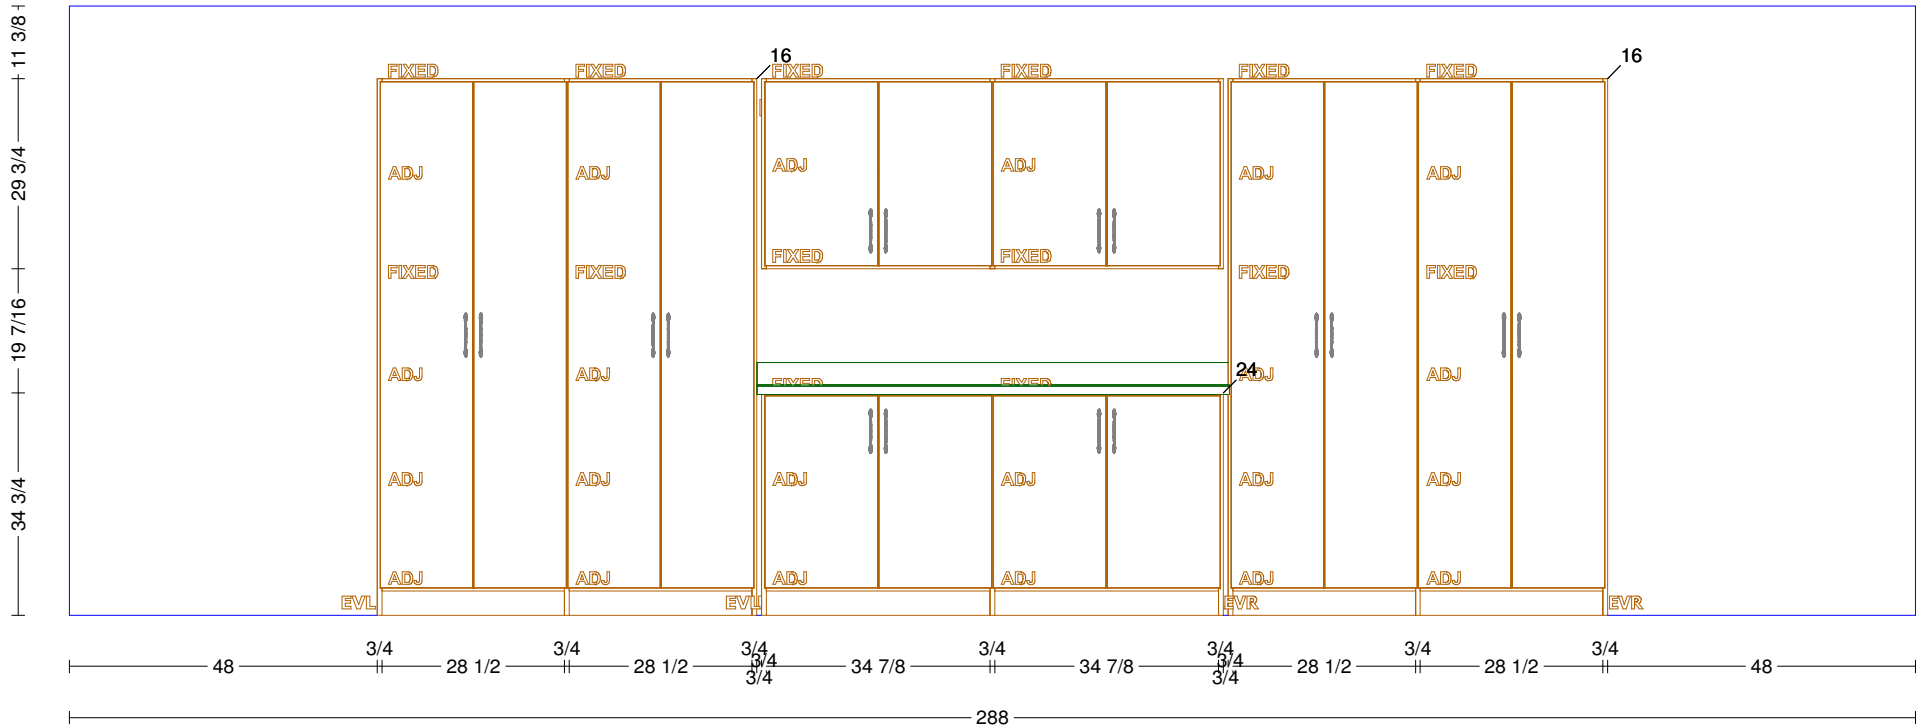 11 3/8
29 3/4
19 7/16
34 3/4
16
16
FIXED FIXED FIXED FIXED FIXED FIXED
ADJ ADJ ADJ ADJ ADJ ADJ
FIXED FIXED
FIXED FIXED FIXED FIXED
24
FIXED FIXED
ADJ ADJ ADJ ADJ
ADJ ADJ ADJ ADJ ADJ ADJ
ADJ ADJ ADJ ADJ ADJ ADJ
EVL EVL EVR EVR
3/4 3/4 3/4 3/4 3/4 3/4 3/4 3/4
3/4 3/4
48 28 1/2 28 1/2 34 7/8 34 7/8 28 1/2 28 1/2 48
3/4 3/4
288